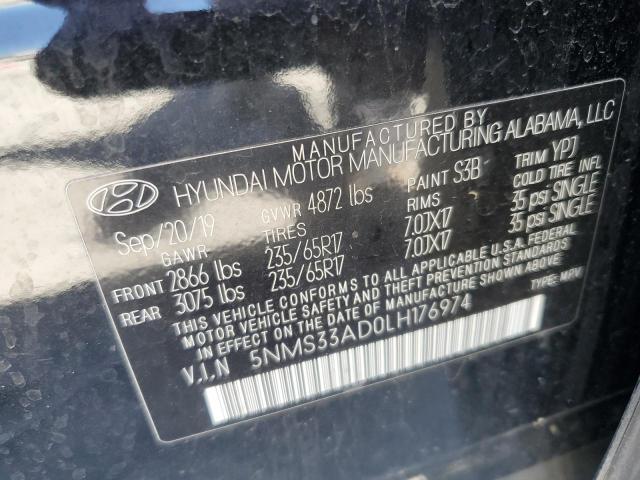 MANUFACTURED BY
HYUNDAI MOTOR MANUFACTURING ALABAMA, LLC
Sep/20/19 GVWR 4872 lbs PAINT S3B TRIM YPJ
GAWR TIRES RIMS COLD TIRE INFL
FRONT 2866 lbs 235/65R17 7.0JX17 35 psi SINGLE
REAR 3075 lbs 235/65R17 7.0JX17 35 psi SINGLE
THIS VEHICLE CONFORMS TO ALL APPLICABLE U.S.A. FEDERAL
MOTOR VEHICLE SAFETY AND THEFT PREVENTION STANDARDS
IN EFFECT ON THE DATE OF MANUFACTURE SHOWN ABOVE.
V.I.N 5NMS33AD0LH176974 TYPE: MPV